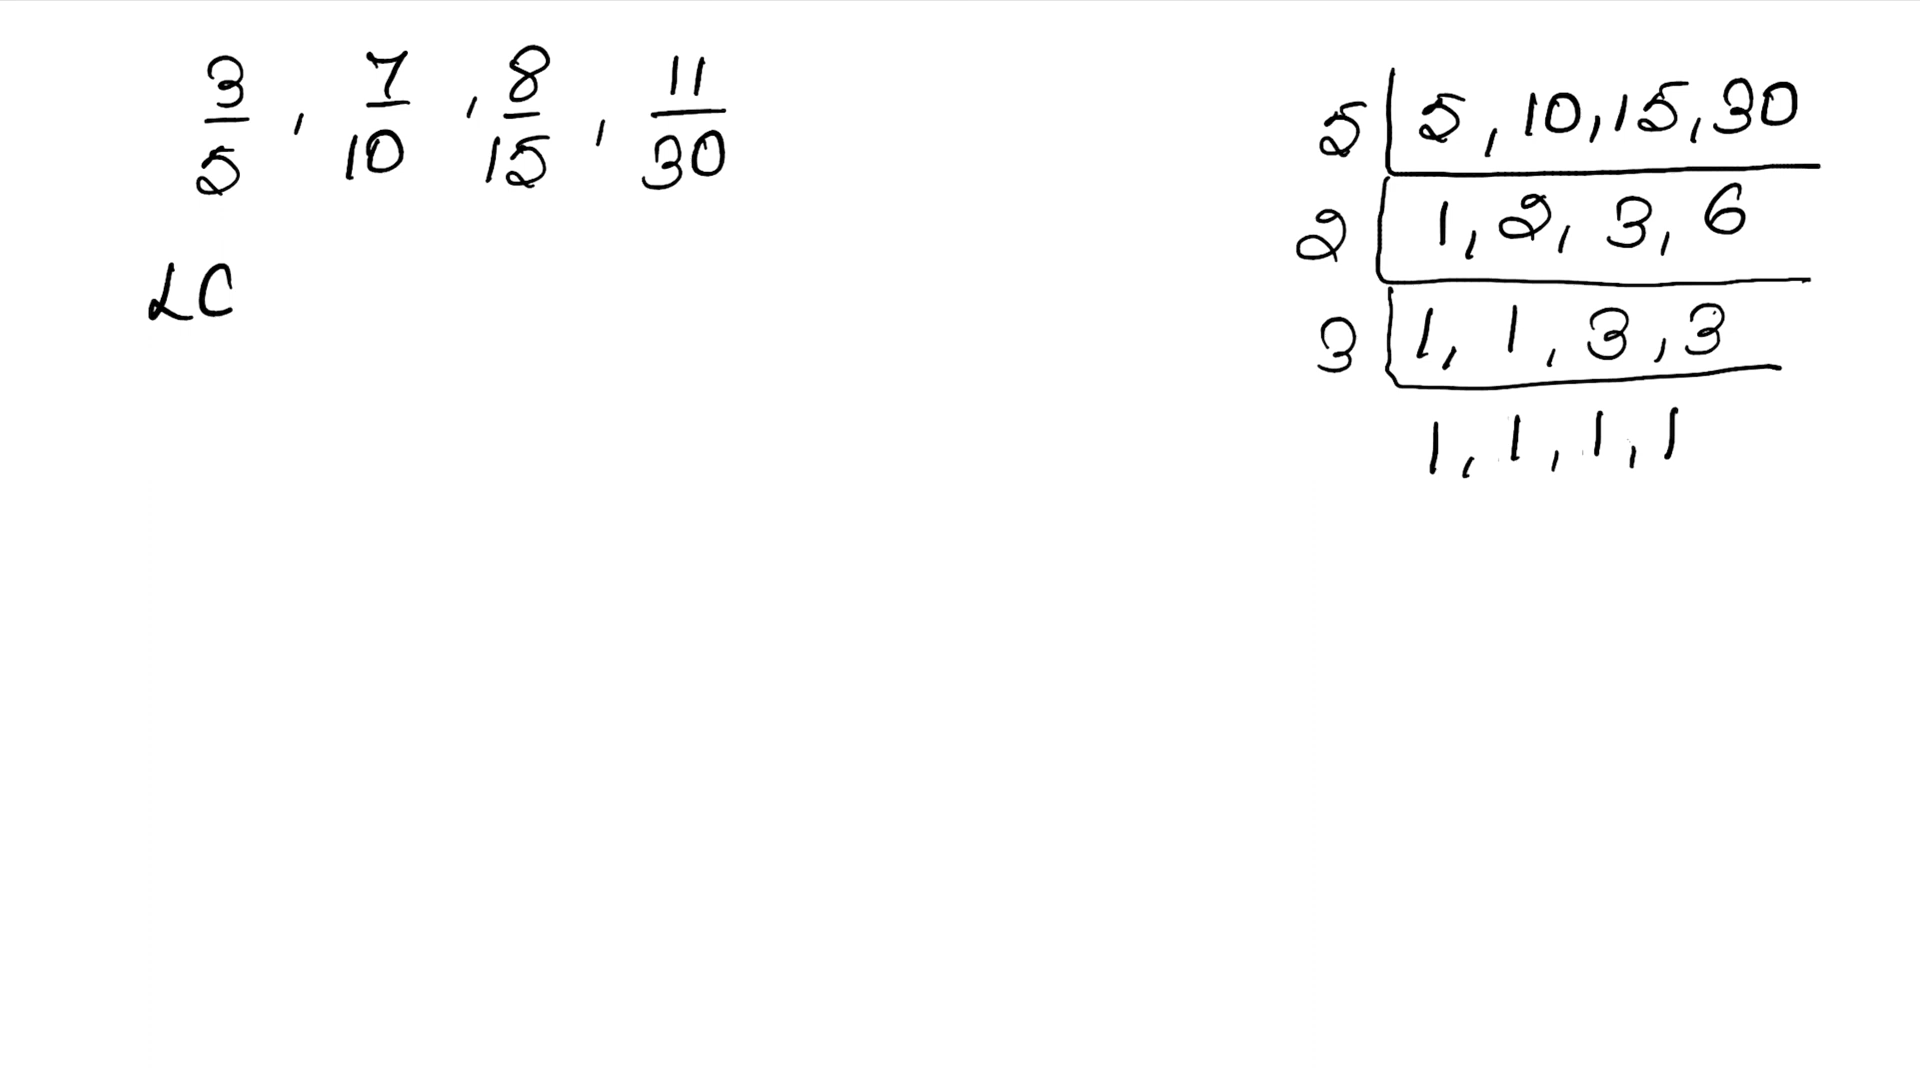 3/5 , 7/10 , 8/15 , 11/30
LC
5 | 5 , 10 , 15 , 30
2 | 1 , 2 , 3 , 6
3 | 1 , 1 , 3 , 3
1 , 1 , 1 , 1